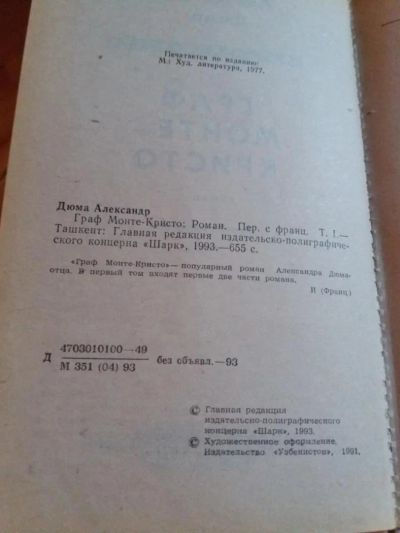 Печатается по изданию:
М.: Худ. литература, 1977.
ГРАФ
МОНТЕ-
КРИСТО
Дюма Александр
Граф Монте-Кристо: Роман. Пер. с франц. Т. I.—
Ташкент: Главная редакция издательско-полиграфиче-
ского концерна «Шарк», 1993.—655 с.
«Граф Монте-Кристо»— популярный роман Александра Дюма-
отца. В первый том входят первые две части романа.
И (Франц)
Д 4703010100—49
М 351 (04) 93 без объявл.—93
© Главная редакция
издательско-полиграфического
концерна «Шарк», 1993.
© Художественное оформление.
Издательство «Узбекистон», 1991.